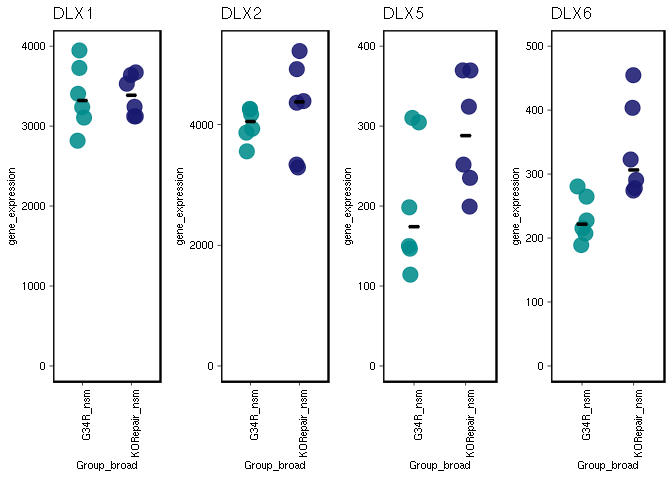 DLX1
4000
3000
2000
1000
0
gene_expression
G34R_nsm
KORepair_nsm
Group_broad
DLX2
4000
2000
0
gene_expression
G34R_nsm
KORepair_nsm
Group_broad
DLX5
400
300
200
100
0
gene_expression
G34R_nsm
KORepair_nsm
Group_broad
DLX6
500
400
300
200
100
0
gene_expression
G34R_nsm
KORepair_nsm
Group_broad